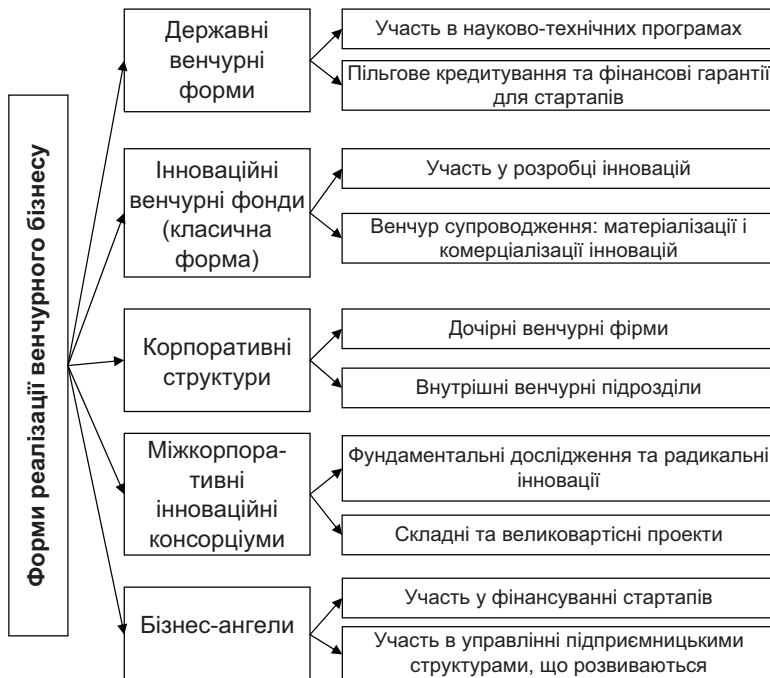 Форми реалізації венчурного бізнесу
Державні
венчурні
форми
Участь в науково-технічних програмах
Пільгове кредитування та фінансові гарантії
для стартапів
Інноваційні
венчурні фонди
(класична
форма)
Участь у розробці інновацій
Венчур супроводження: матеріалізації і
комерціалізації інновацій
Корпоративні
структури
Дочірні венчурні фірми
Внутрішні венчурні підрозділи
Міжкорпора-
тивні
інноваційні
консорціуми
Фундаментальні дослідження та радикальні
інновації
Складні та великовартісні проекти
Бізнес-ангели
Участь у фінансуванні стартапів
Участь в управлінні підприємницькими
структурами, що розвиваються